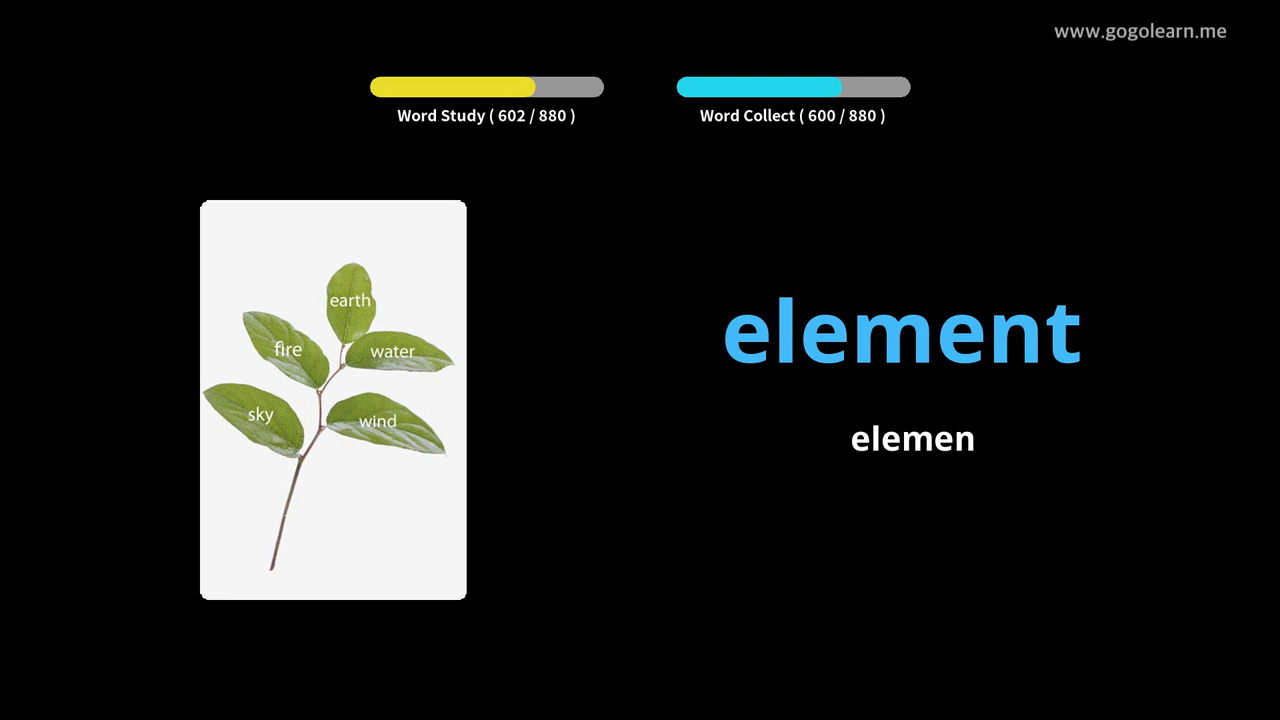 www.gogolearn.me
Word Study ( 602 / 880 )
Word Collect ( 600 / 880 )
earth
fire
water
sky
wind
element
elemen